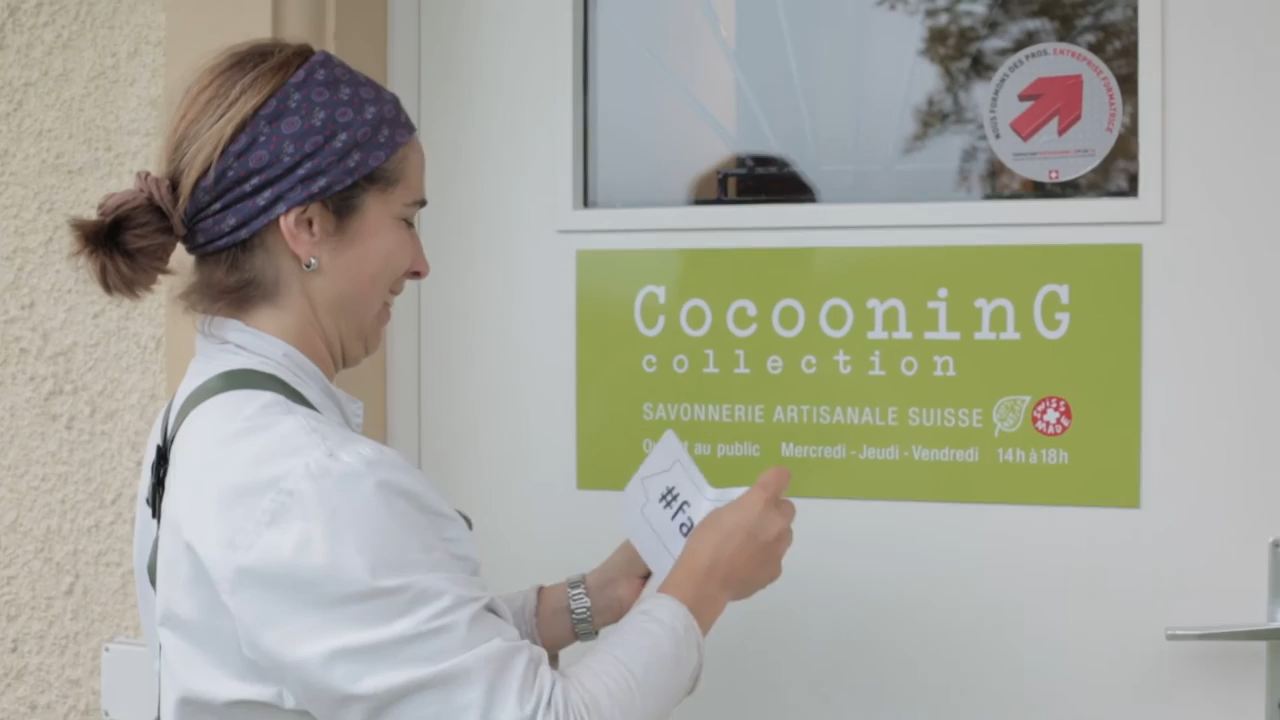 NOUS FORMONS DES PROS. ENTREPRISE FORMATRICE
CocooninG
collection
SAVONNERIE ARTISANALE SUISSE
SWISS MADE
au public Mercredi - Jeudi - Vendredi 14h à 18h
#Fa